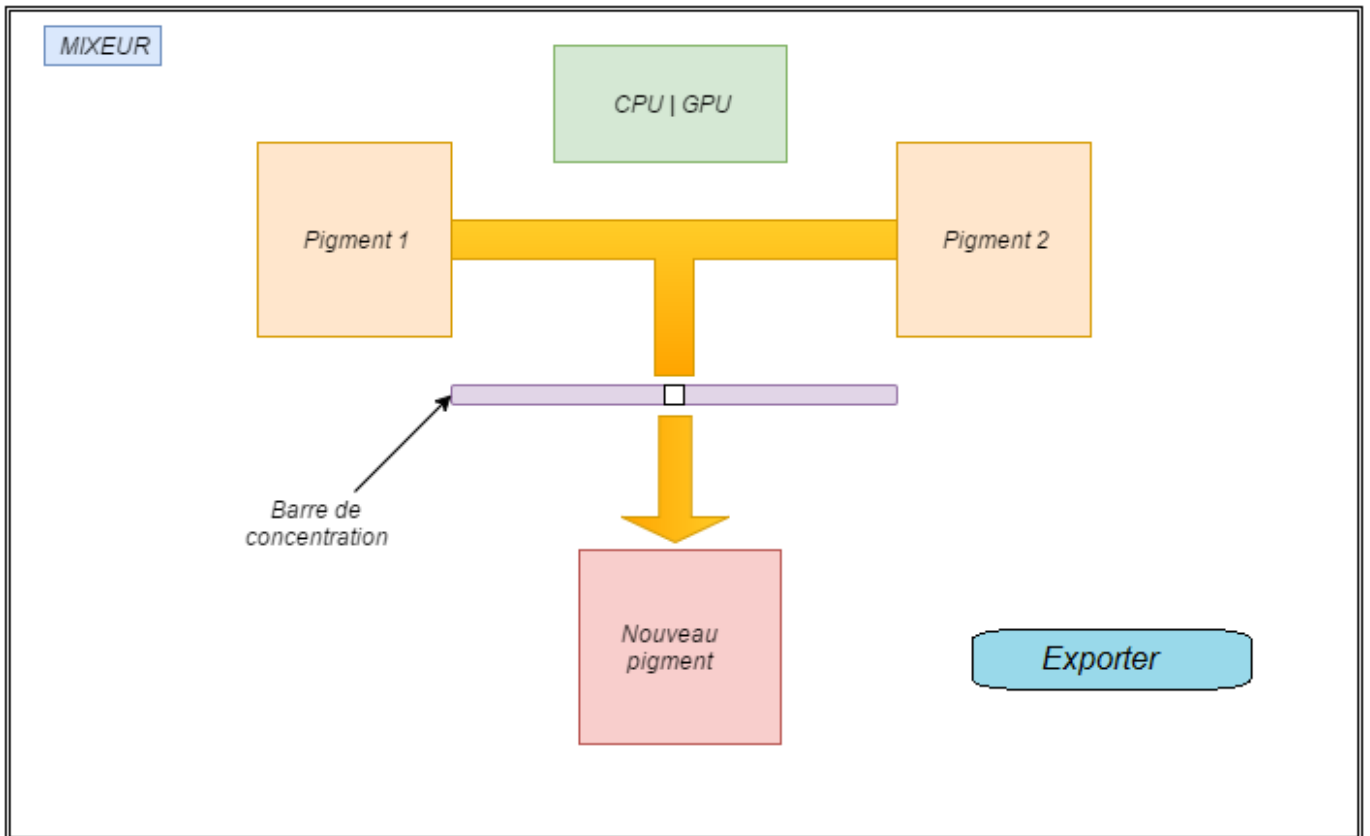 MIXEUR
CPU | GPU
Pigment 1
Pigment 2
Barre de
concentration
Nouveau
pigment
Exporter